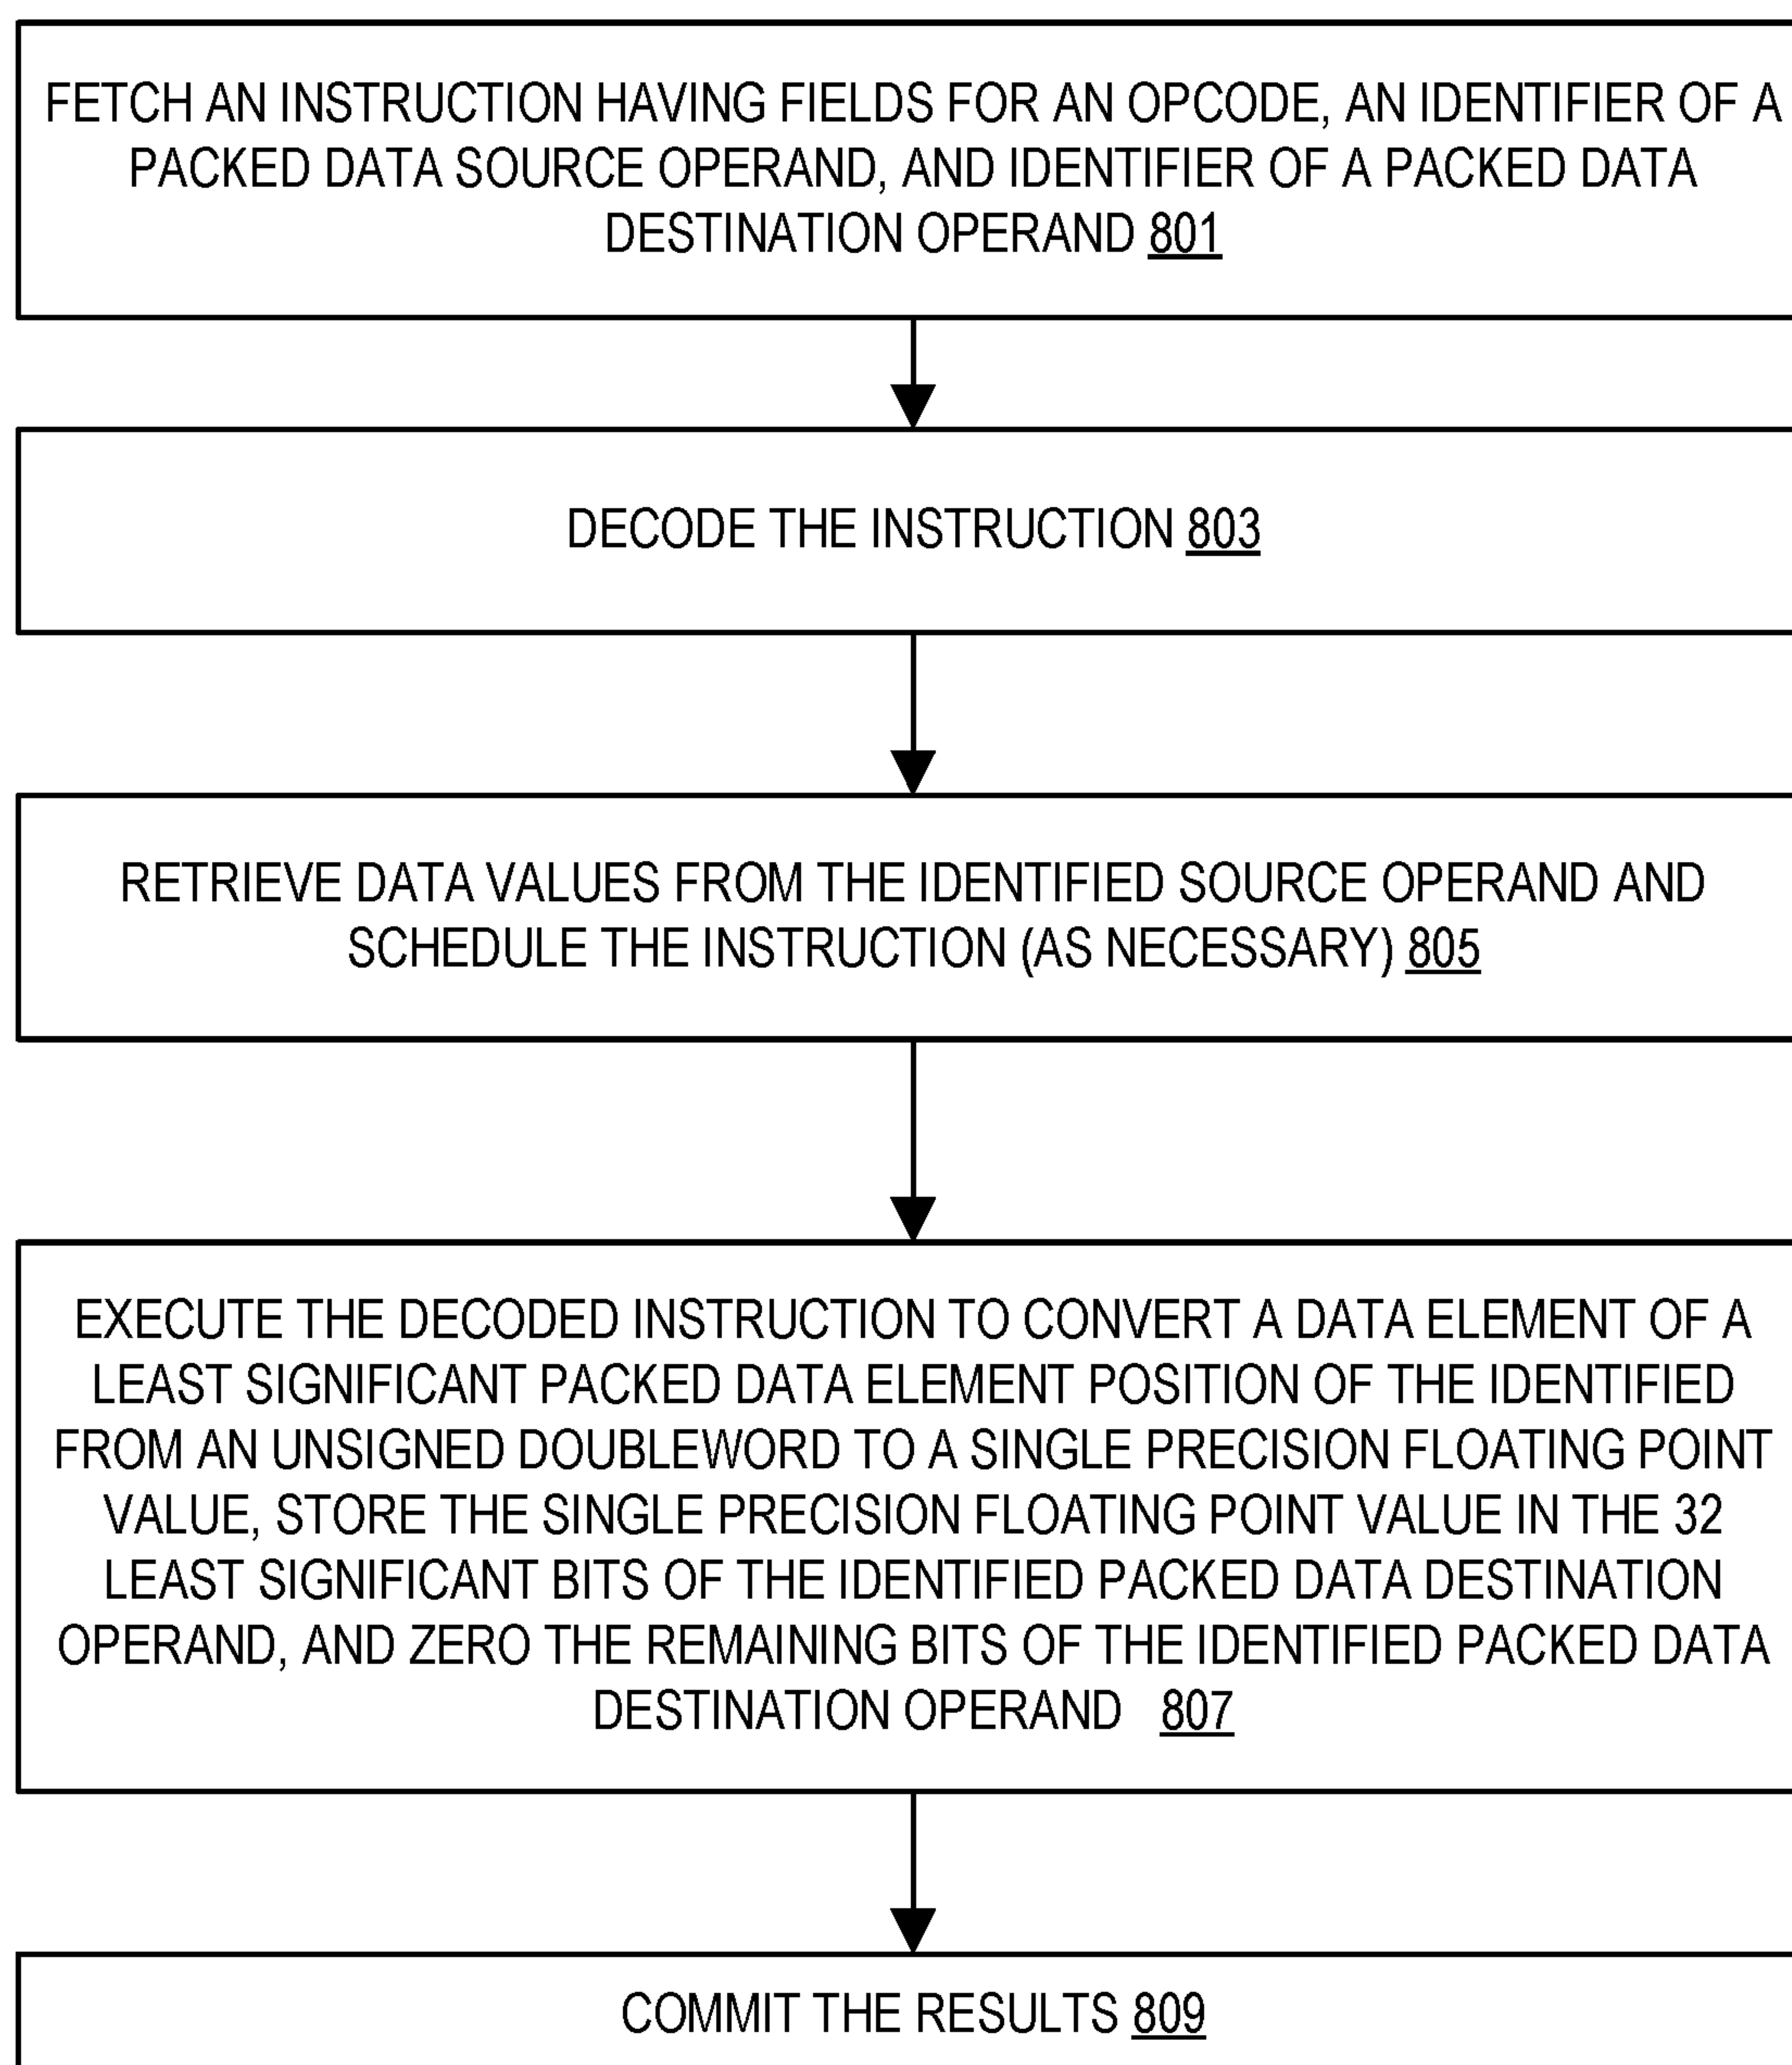 FETCH AN INSTRUCTION HAVING FIELDS FOR AN OPCODE, AN IDENTIFIER OF A
PACKED DATA SOURCE OPERAND, AND IDENTIFIER OF A PACKED DATA
DESTINATION OPERAND 801
DECODE THE INSTRUCTION 803
RETRIEVE DATA VALUES FROM THE IDENTIFIED SOURCE OPERAND AND
SCHEDULE THE INSTRUCTION (AS NECESSARY) 805
EXECUTE THE DECODED INSTRUCTION TO CONVERT A DATA ELEMENT OF A
LEAST SIGNIFICANT PACKED DATA ELEMENT POSITION OF THE IDENTIFIED
FROM AN UNSIGNED DOUBLEWORD TO A SINGLE PRECISION FLOATING POINT
VALUE, STORE THE SINGLE PRECISION FLOATING POINT VALUE IN THE 32
LEAST SIGNIFICANT BITS OF THE IDENTIFIED PACKED DATA DESTINATION
OPERAND, AND ZERO THE REMAINING BITS OF THE IDENTIFIED PACKED DATA
DESTINATION OPERAND 807
COMMIT THE RESULTS 809